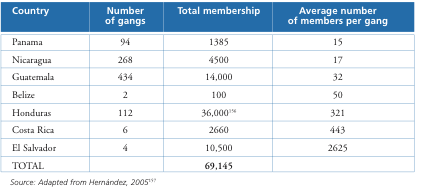 Country Number of gangs Total membership Average number of members per gang
Panama 94 1385 15
Nicaragua 268 4500 17
Guatemala 434 14,000 32
Belize 2 100 50
Honduras 112 36,000¹⁵⁶ 321
Costa Rica 6 2660 443
El Salvador 4 10,500 2625
TOTAL 69,145
Source: Adapted from Hernández, 2005¹⁵⁷